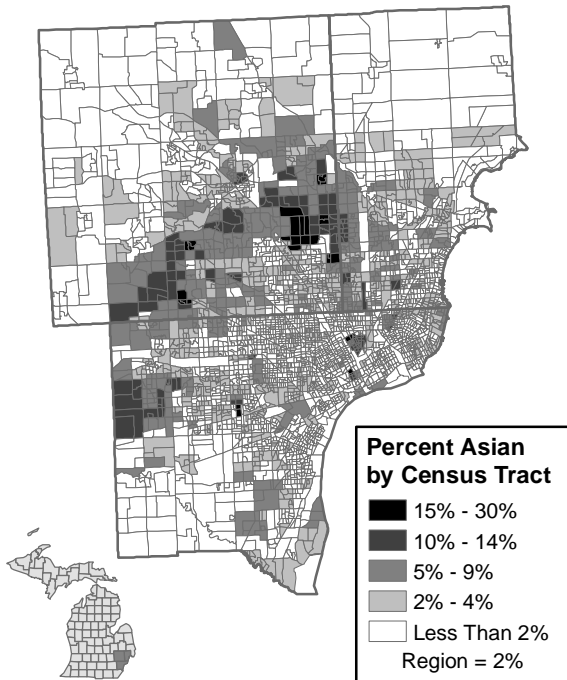 Percent Asian
by Census Tract
15% - 30%
10% - 14%
5% - 9%
2% - 4%
Less Than 2%
Region = 2%